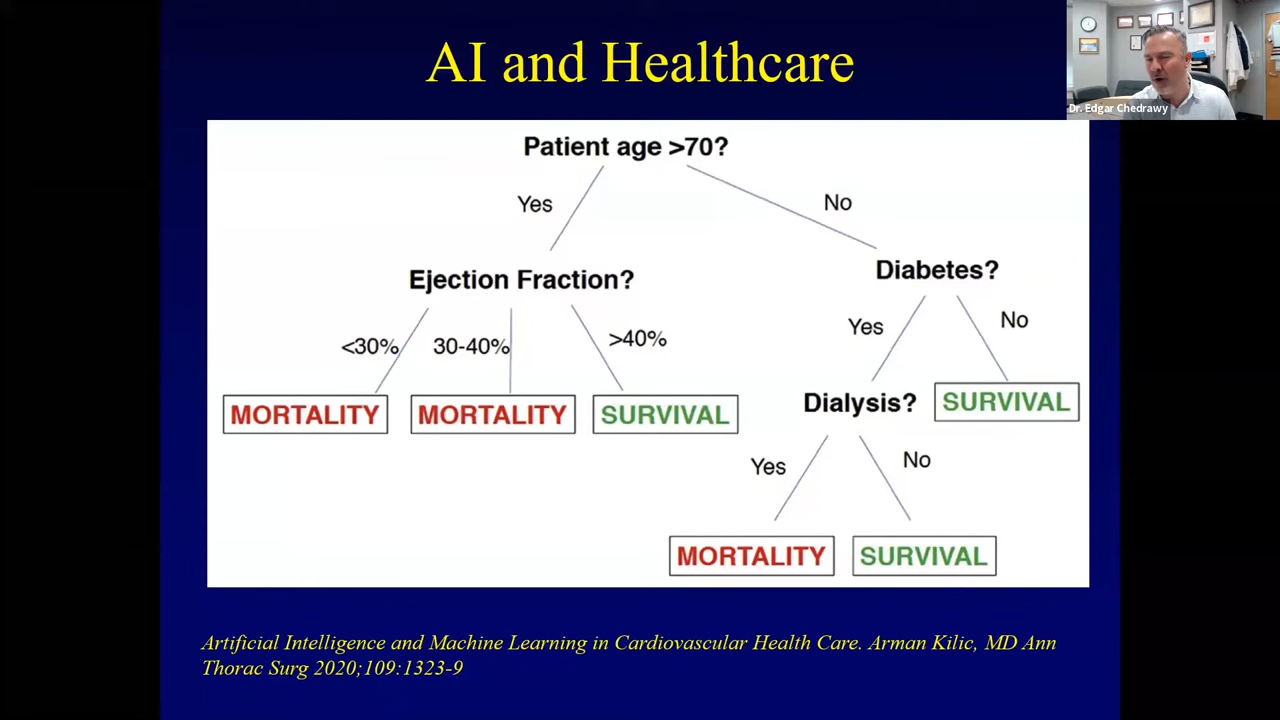 AI and Healthcare
Dr. Edgar Chedrawy
Patient age >70?
Yes
No
Ejection Fraction?
Diabetes?
<30%
30-40%
>40%
Yes
No
MORTALITY
MORTALITY
SURVIVAL
Dialysis?
SURVIVAL
Yes
No
MORTALITY
SURVIVAL
Artificial Intelligence and Machine Learning in Cardiovascular Health Care. Arman Kilic, MD Ann
Thorac Surg 2020;109:1323-9